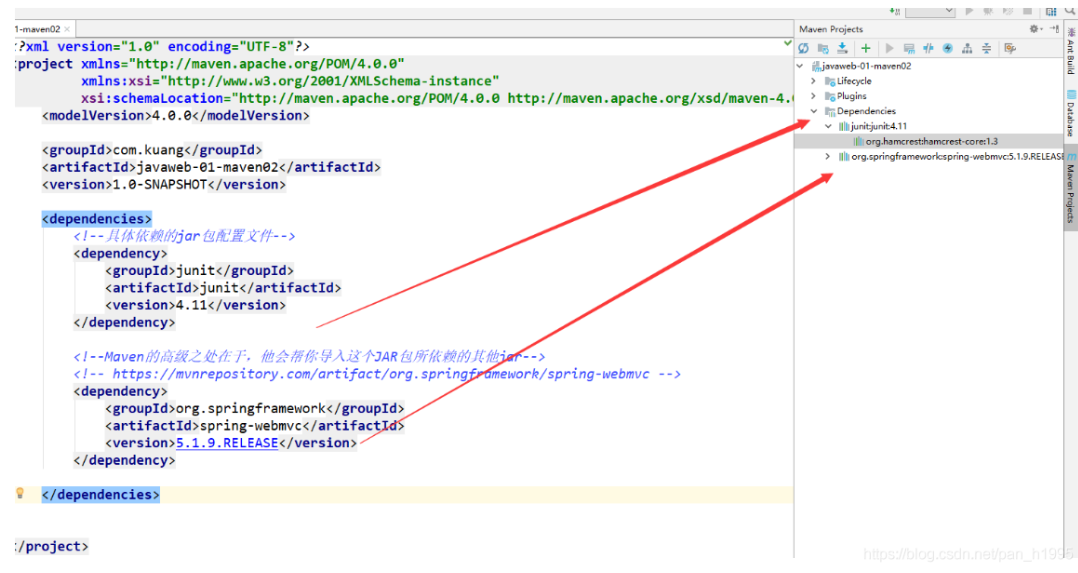 1-maven02
?xml version="1.0" encoding="UTF-8"?>
project xmlns="http://maven.apache.org/POM/4.0.0"
xmlns:xsi="http://www.w3.org/2001/XMLSchema-instance"
xsi:schemaLocation="http://maven.apache.org/POM/4.0.0 http://maven.apache.org/xsd/maven-4.
<modelVersion>4.0.0</modelVersion>
<groupId>com.kuang</groupId>
<artifactId>javaweb-01-maven02</artifactId>
<version>1.0-SNAPSHOT</version>
<dependencies>
<!--具体依赖的jar包配置文件-->
<dependency>
<groupId>junit</groupId>
<artifactId>junit</artifactId>
<version>4.11</version>
</dependency>
<!--Maven的高级之处在于，他会帮你导入这个JAR包所依赖的其他jar-->
<!-- https://mvnrepository.com/artifact/org.springframework/spring-webmvc -->
<dependency>
<groupId>org.springframework</groupId>
<artifactId>spring-webmvc</artifactId>
<version>5.1.9.RELEASE</version>
</dependency>
</dependencies>
/project>
Maven Projects
javaweb-01-maven02
Lifecycle
Plugins
Dependencies
junit:junit:4.11
org.hamcrest:hamcrest-core:1.3
org.springframework:spring-webmvc:5.1.9.RELEASE
Ant Build
Database
Maven Projects
https://blog.csdn.net/pan_h1995